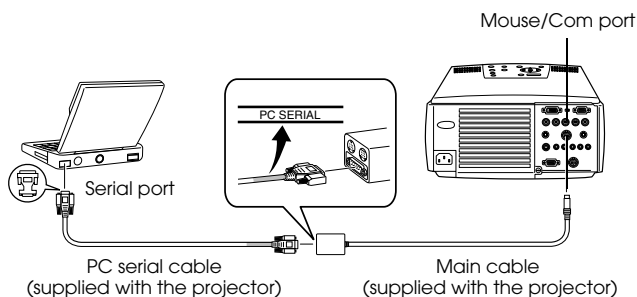 Mouse/Com port
PC SERIAL
Serial port
PC serial cable
(supplied with the projector)
Main cable
(supplied with the projector)